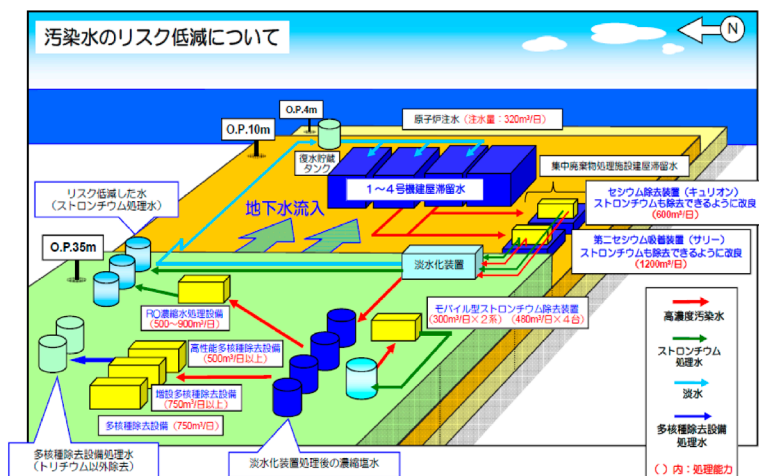 汚染水のリスク低減について
N
O.P.4m
原子炉注水（注水量：320m³/日）
O.P.10m
復水貯蔵
タンク
集中廃棄物処理施設建屋滞留水
リスク低減した水
（ストロンチウム処理水）
1～4号機建屋滞留水
セシウム除去装置（キュリオン）
ストロンチウムも除去できるように改良
（600m³/日）
地下水流入
O.P.35m
第二セシウム吸着装置（サリー）
ストロンチウムも除去できるように改良
（1200m³/日）
淡水化装置
RO濃縮水処理設備
（500～900m³/日）
モバイル型ストロンチウム除去装置
（300m³/日×2系）（480m³/日×4台）
高性能多核種除去設備
（500m³/日以上）
増設多核種除去設備
（750m³/日以上）
多核種除去設備（750m³/日）
高濃度汚染水
ストロンチウム
処理水
淡水
多核種除去設備
処理水
（ ）内：処理能力
多核種除去設備処理水
（トリチウム以外除去）
淡水化装置処理後の濃縮塩水